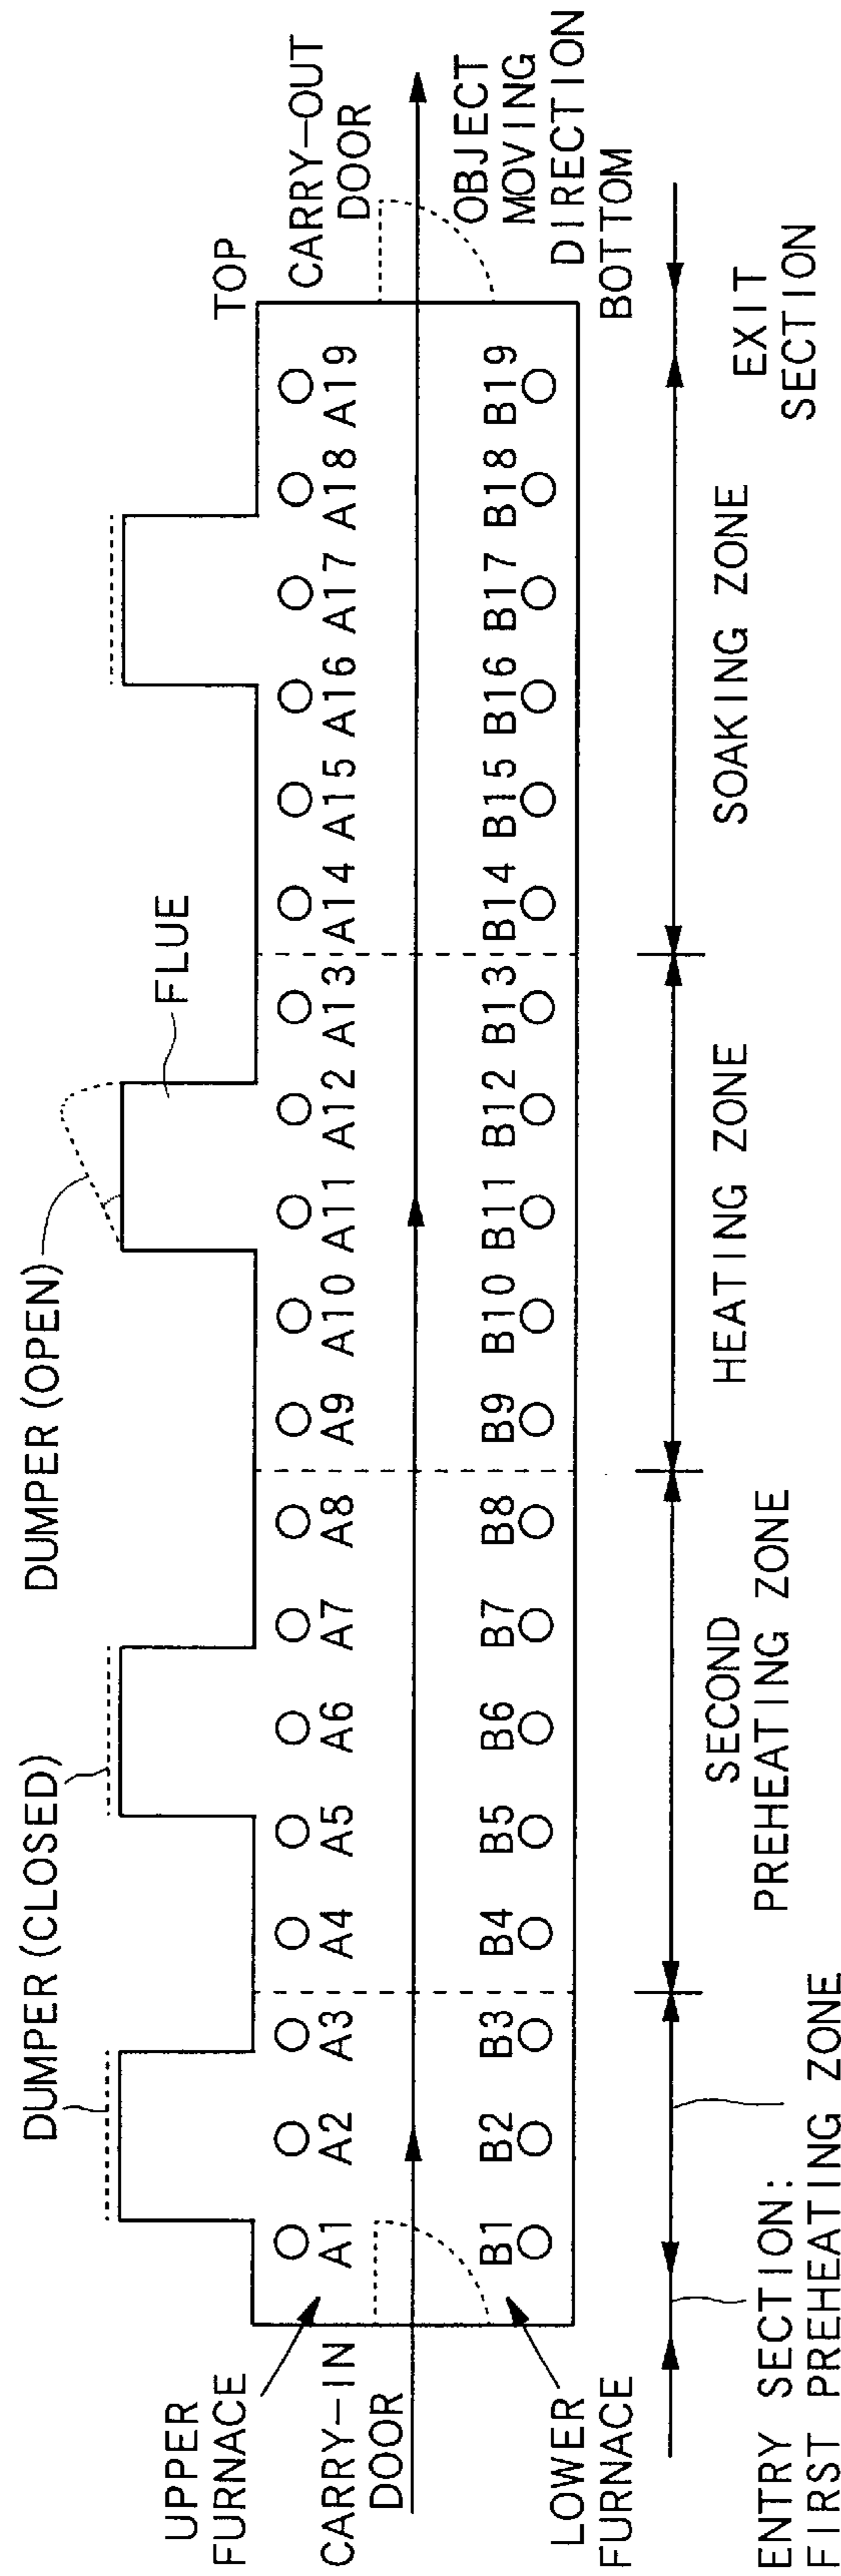 DUMPER (CLOSED)
DUMPER (OPEN)
FLUE
TOP
CARRY-OUT
DOOR
UPPER
FURNACE
CARRY-IN
DOOR
A1 A2 A3 A4 A5 A6 A7 A8 A9 A10 A11 A12 A13 A14 A15 A16 A17 A18 A19
OBJECT
MOVING
DIRECTION
B1 B2 B3 B4 B5 B6 B7 B8 B9 B10 B11 B12 B13 B14 B15 B16 B17 B18 B19
LOWER
FURNACE
BOTTOM
ENTRY SECTION:
FIRST PREHEATING ZONE
SECOND
PREHEATING ZONE
HEATING ZONE
SOAKING ZONE
EXIT
SECTION